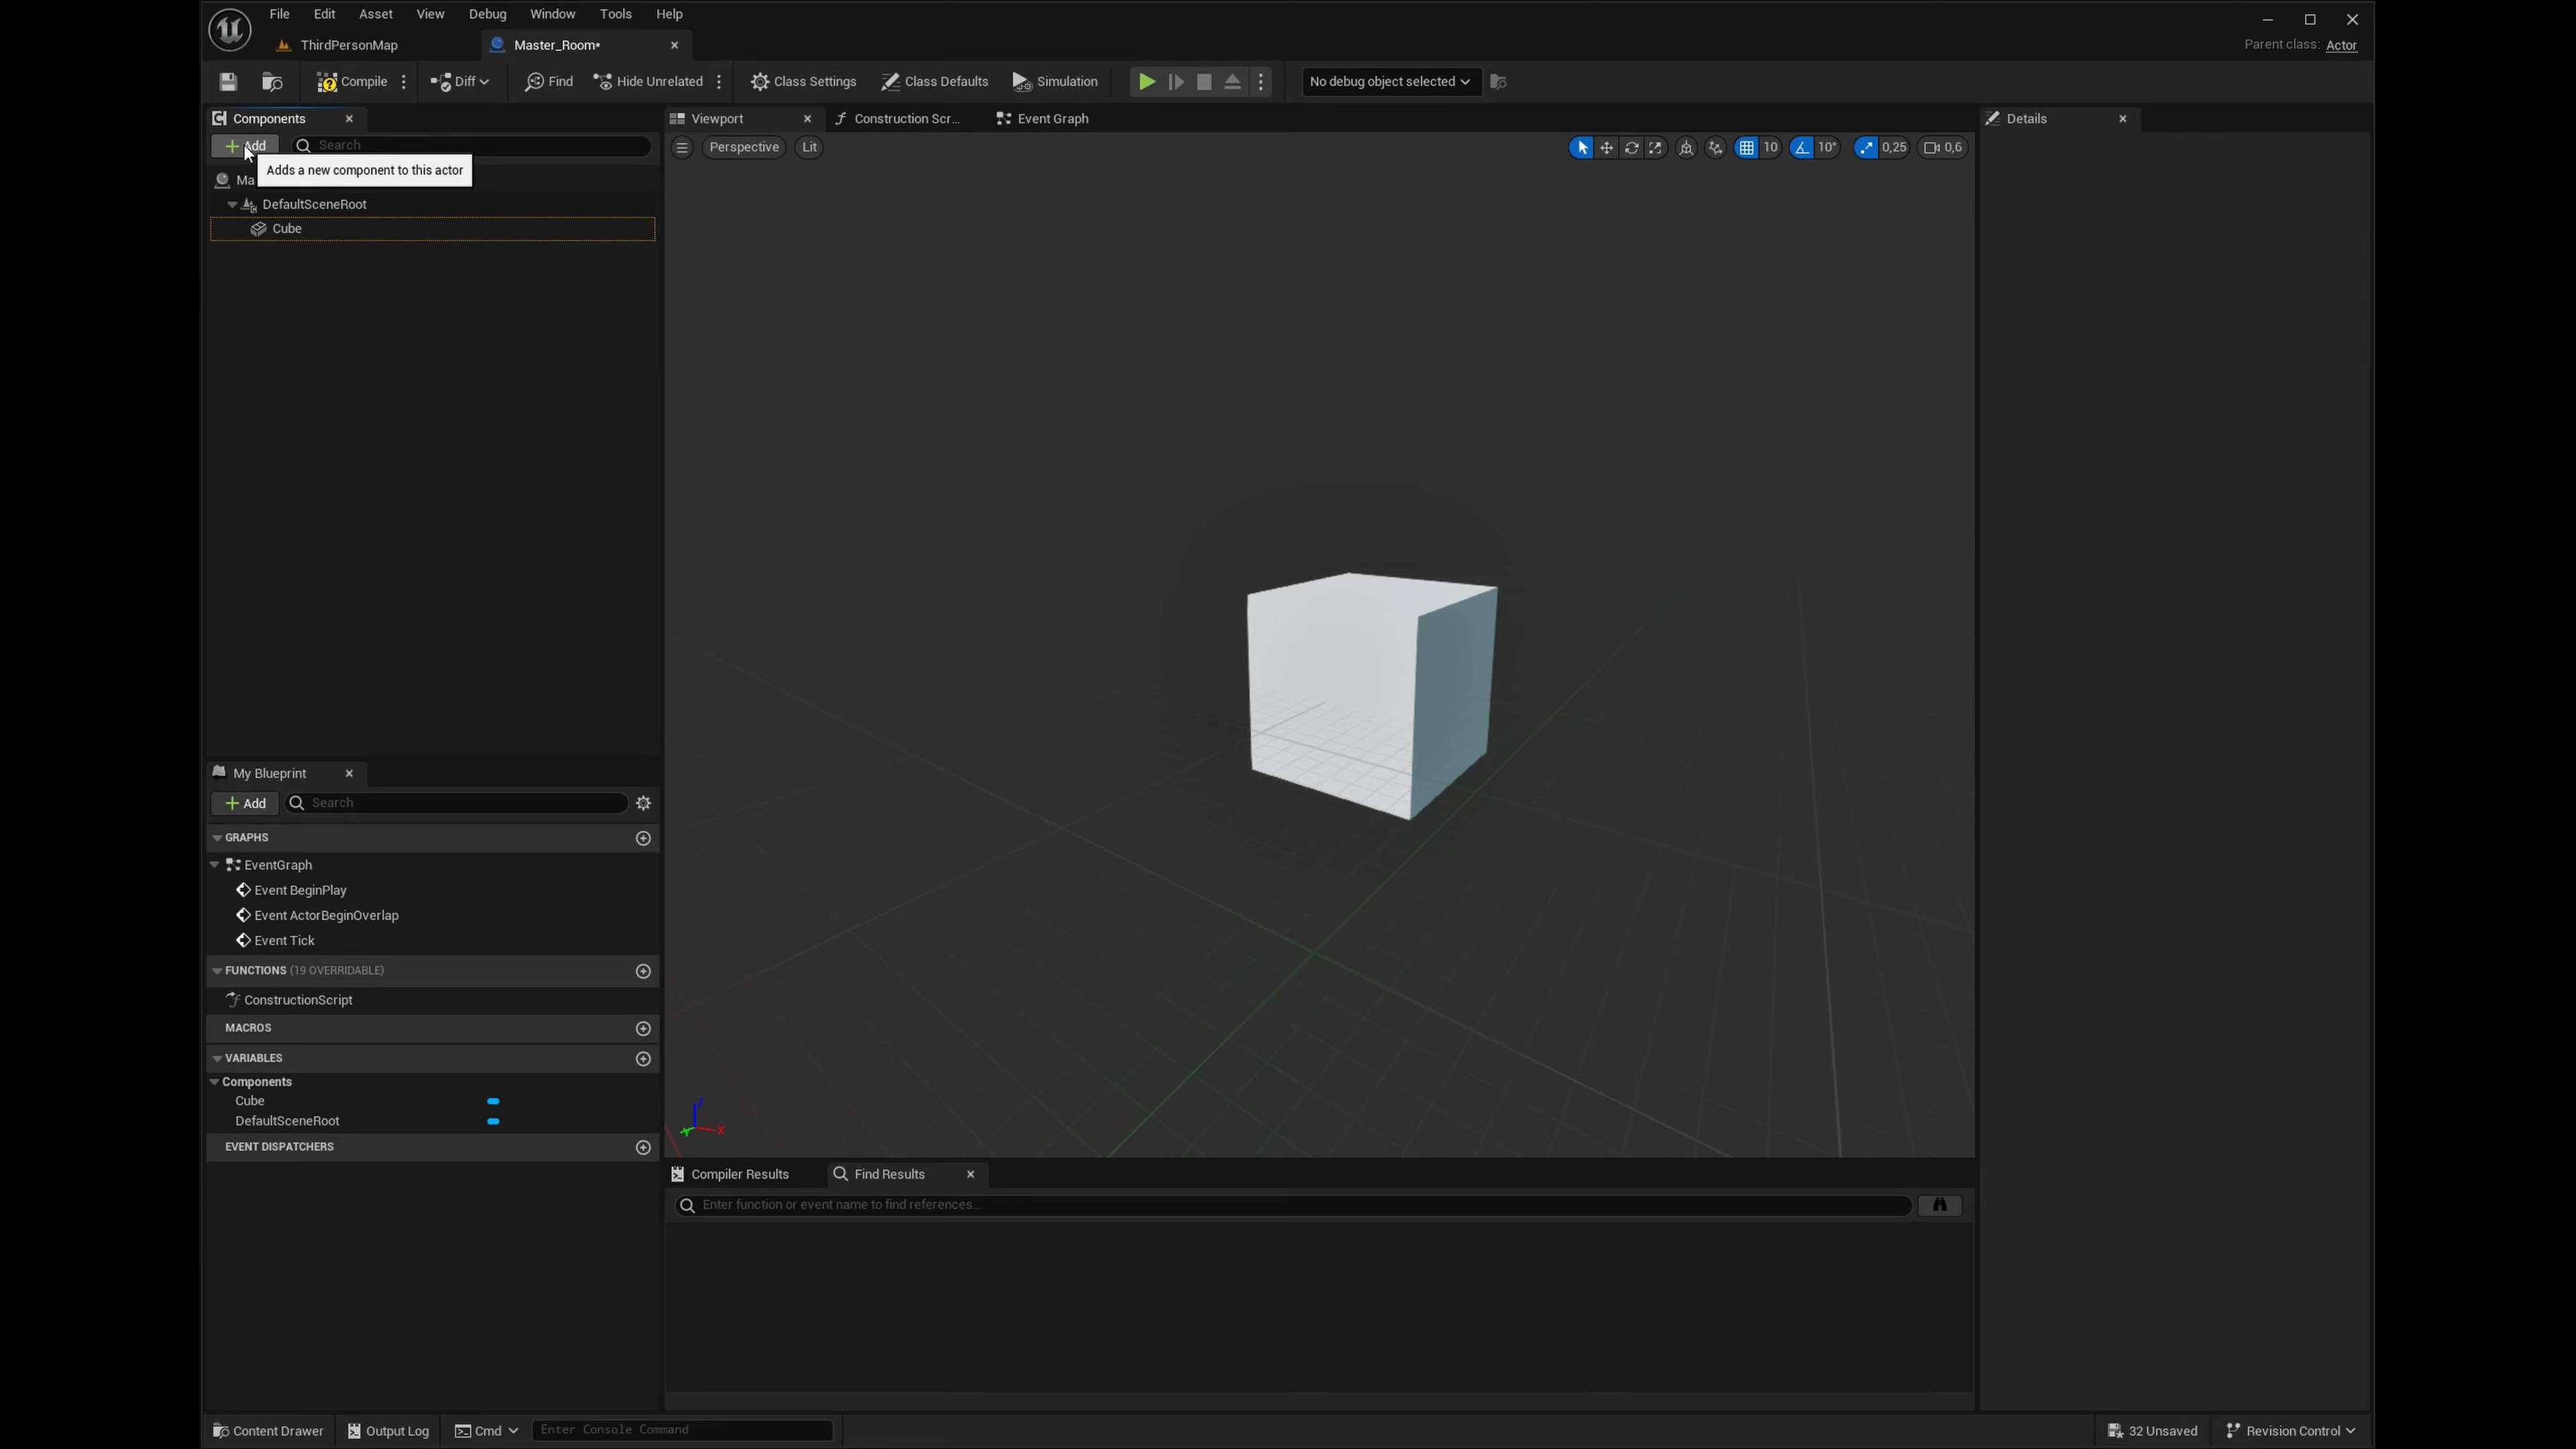 File Edit Asset View Debug Window Tools Help
ThirdPersonMap Master_Room*
Parent class: Actor
Compile Diff Find Hide Unrelated Class Settings Class Defaults Simulation No debug object selected
Components
Add Search
Adds a new component to this actor
Ma
DefaultSceneRoot
Cube
Viewport Construction Scr... Event Graph
Perspective Lit 10 10° 0,25 0,6
Z
Y X
Details
My Blueprint
Add Search
GRAPHS
EventGraph
Event BeginPlay
Event ActorBeginOverlap
Event Tick
FUNCTIONS (19 OVERRIDABLE)
ConstructionScript
MACROS
VARIABLES
Components
Cube
DefaultSceneRoot
EVENT DISPATCHERS
Compiler Results Find Results
Enter function or event name to find references...
Content Drawer Output Log Cmd Enter Console Command 32 Unsaved Revision Control